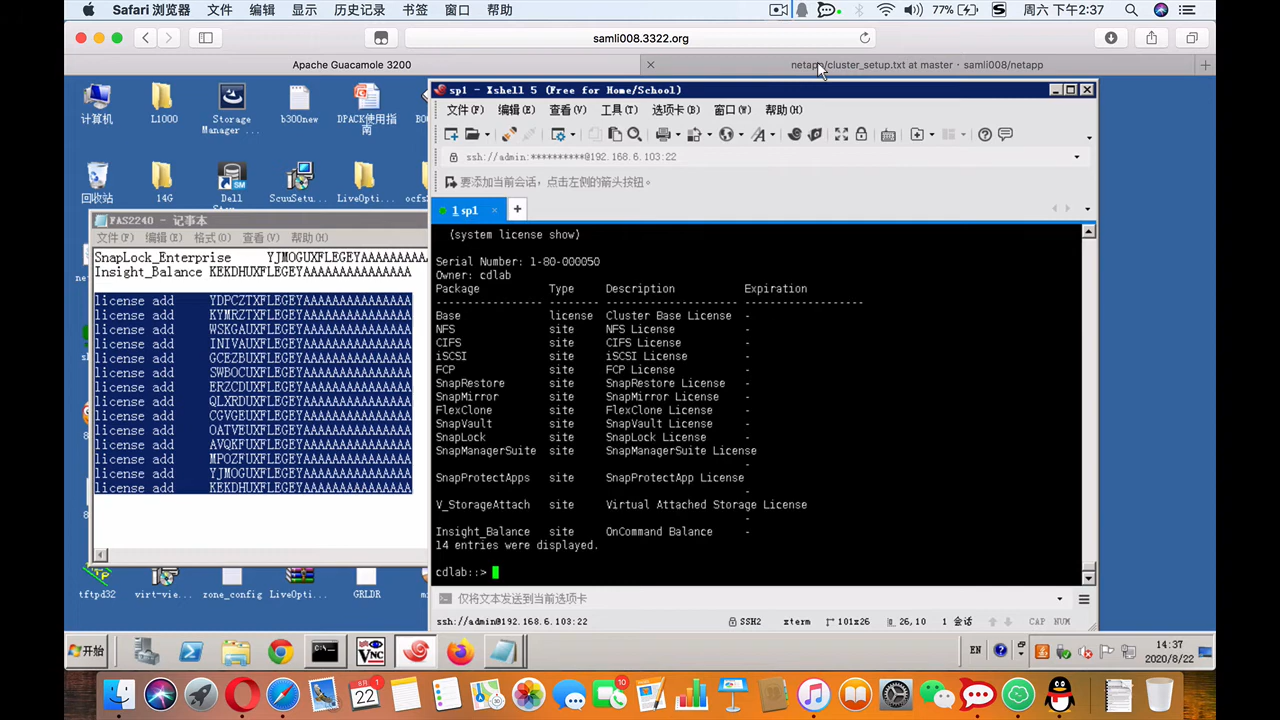 Safari浏览器 文件 编辑 显示 历史记录 书签 窗口 帮助 77% 周六 下午2:37
samli008.3322.org
Apache Guacamole 3200 netapp/cluster_setup.txt at master · samli008/netapp
计算机 L1000 Storage Manager ... b300new DPACK使用指南
回收站 14G Dell ScuuSetu... LiveOpti... ocfs
sp1 - Xshell 5 (Free for Home/School)
文件(F) 编辑(E) 查看(V) 工具(T) 选项卡(B) 窗口(W) 帮助(H)
ssh://admin:**********@192.168.6.103:22
要添加当前会话，点击左侧的箭头按钮。
1 sp1
FAS2240 - 记事本
文件(F) 编辑(E) 格式(O) 查看(V) 帮助(H)
SnapLock_Enterprise YJMOGUXFLEGEYAAAAAAAAA
Insight_Balance KEKDHUXFLEGEYAAAAAAAAAAAAAAA
license add YDPCZTXFLEGEYAAAAAAAAAAAAAAA
license add KYMRZTXFLEGEYAAAAAAAAAAAAAAA
license add WSKGAUXFLEGEYAAAAAAAAAAAAAAA
license add INIVAUXFLEGEYAAAAAAAAAAAAAAA
license add GCEZBUXFLEGEYAAAAAAAAAAAAAAA
license add SWBOCUXFLEGEYAAAAAAAAAAAAAAA
license add ERZCDUXFLEGEYAAAAAAAAAAAAAAA
license add QLXRDUXFLEGEYAAAAAAAAAAAAAAA
license add CGVGEUXFLEGEYAAAAAAAAAAAAAAA
license add OATVEUXFLEGEYAAAAAAAAAAAAAAA
license add AVQKFUXFLEGEYAAAAAAAAAAAAAAA
license add MPOZFUXFLEGEYAAAAAAAAAAAAAAA
license add YJMOGUXFLEGEYAAAAAAAAAAAAAAA
license add KEKDHUXFLEGEYAAAAAAAAAAAAAAA
(system license show)
Serial Number: 1-80-000050
Owner: cdlab
Package Type Description Expiration
----------------- -------- --------------------- -------------------
Base license Cluster Base License -
NFS site NFS License -
CIFS site CIFS License -
iSCSI site iSCSI License -
FCP site FCP License -
SnapRestore site SnapRestore License -
SnapMirror site SnapMirror License -
FlexClone site FlexClone License -
SnapVault site SnapVault License -
SnapLock site SnapLock License -
SnapManagerSuite site SnapManagerSuite License
-
SnapProtectApps site SnapProtectApp License
-
V_StorageAttach site Virtual Attached Storage License
-
Insight_Balance site OnCommand Balance -
14 entries were displayed.
cdlab::>
仅将文本发送到当前选项卡
ssh://admin@192.168.6.103:22 SSH2 xterm 101x26 26,10 1 会话 CAP NUM
tftpd32 virt-vie... zone_config LiveOpti... GRLDR
开始 EN 14:37
2020/8/22
8月 22 1 10